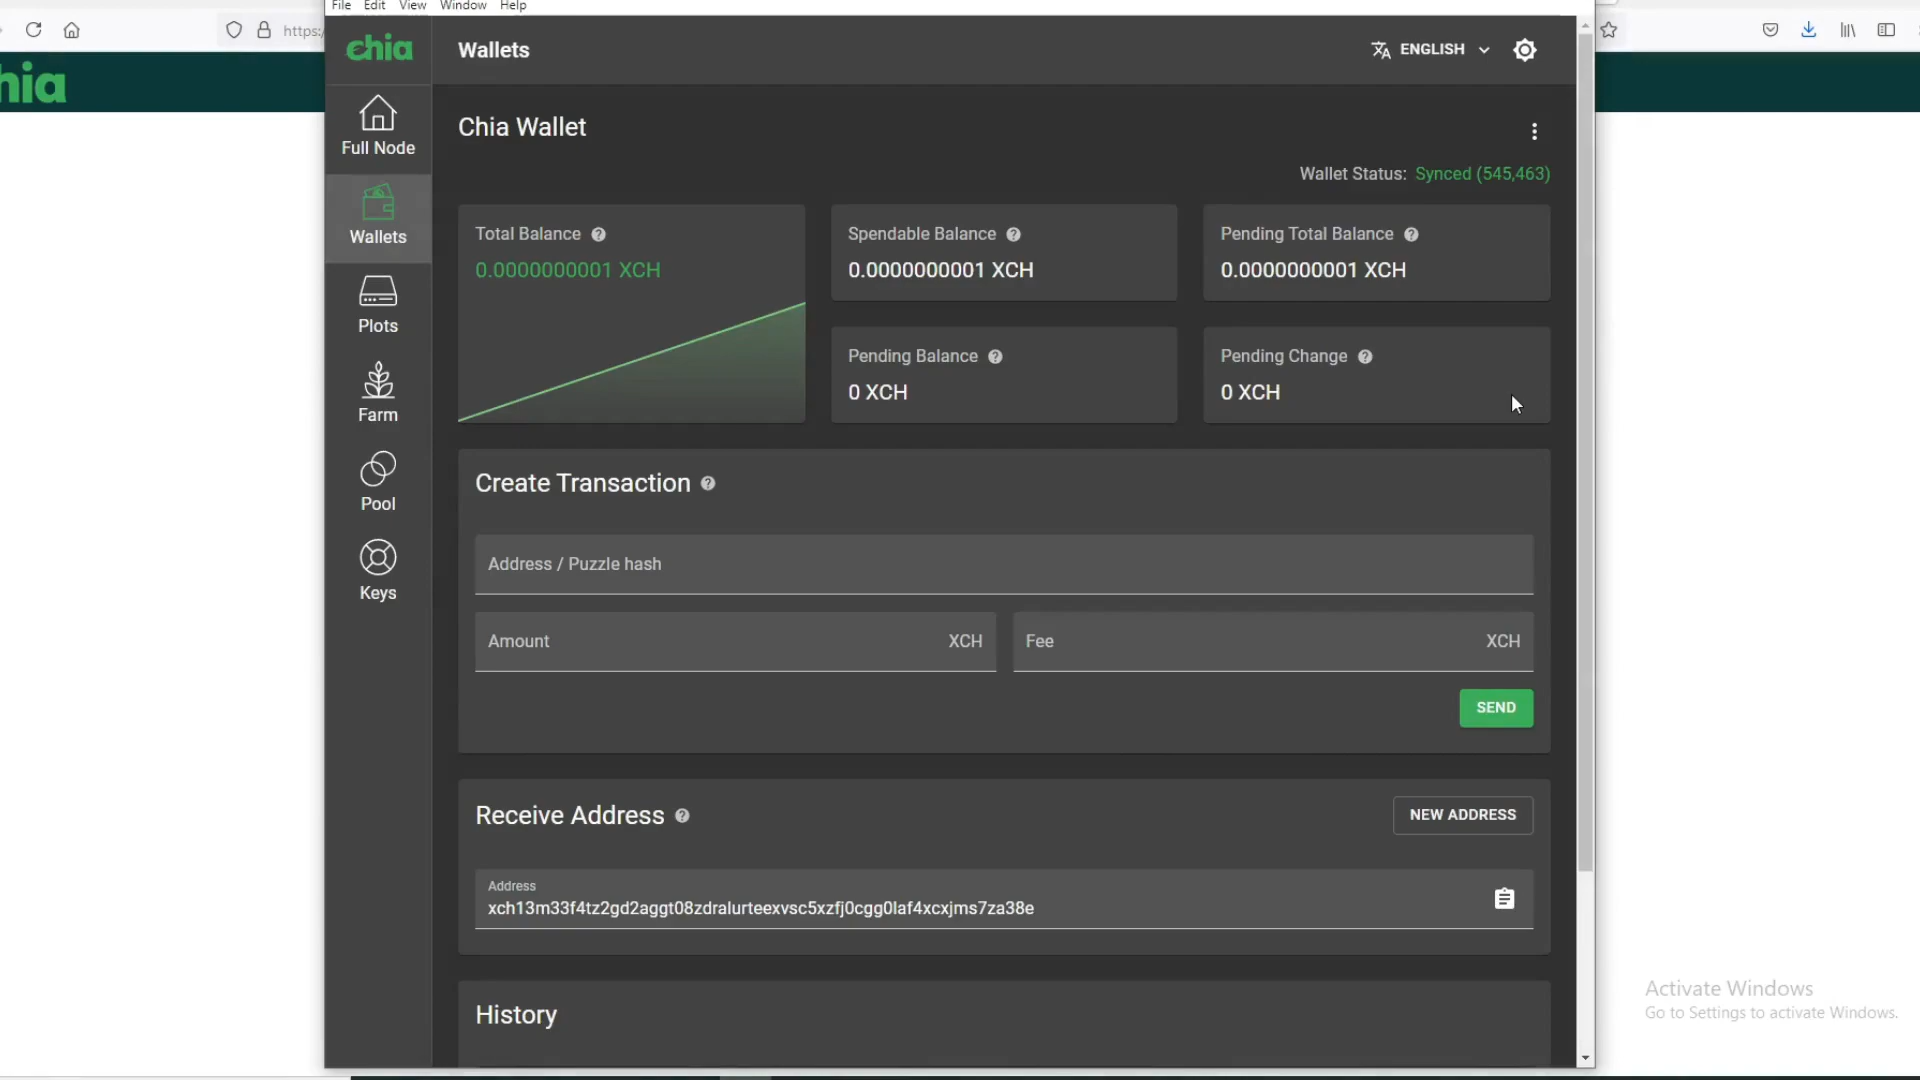 File Edit View Window Help
https:/
chia
Wallets
ENGLISH
hia
Full Node
Chia Wallet
Wallet Status: Synced (545,463)
Wallets
Total Balance
0.0000000001 XCH
Spendable Balance
0.0000000001 XCH
Pending Total Balance
0.0000000001 XCH
Plots
Pending Balance
0 XCH
Pending Change
0 XCH
Farm
Pool
Create Transaction
Address / Puzzle hash
Keys
Amount XCH
Fee XCH
SEND
Receive Address
NEW ADDRESS
Address
xch13m33f4tz2gd2aggt08zdralurteexvsc5xzfj0cgg0laf4xcxjms7za38e
History
Activate Windows
Go to Settings to activate Windows.